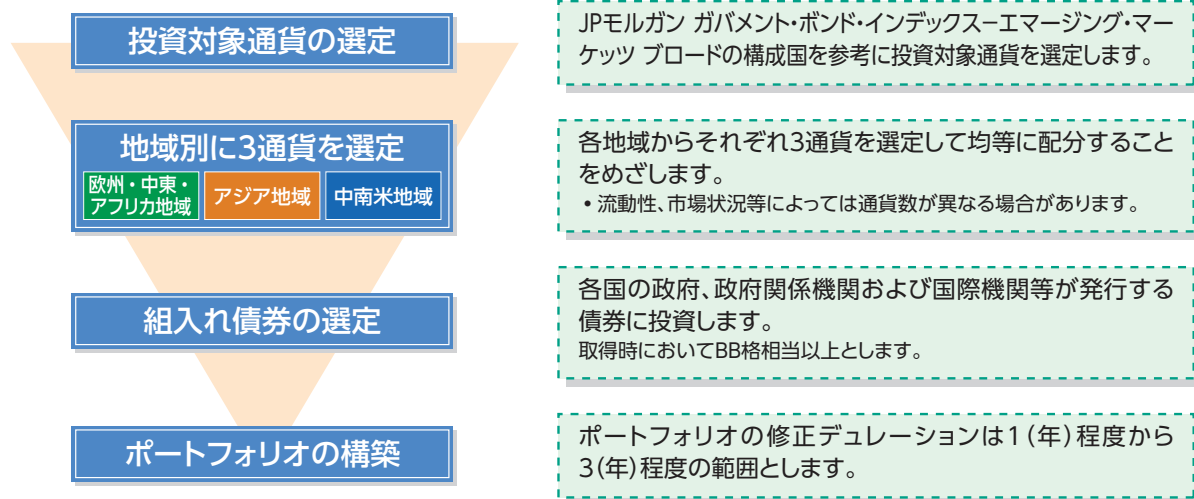 投資対象通貨の選定
JPモルガン ガバメント・ボンド・インデックス−エマージング・マー
ケッツ ブロードの構成国を参考に投資対象通貨を選定します。
地域別に3通貨を選定
欧州・中東・
アフリカ地域
アジア地域
中南米地域
各地域からそれぞれ3通貨を選定して均等に配分すること
をめざします。
• 流動性、市場状況等によっては通貨数が異なる場合があります。
組入れ債券の選定
各国の政府、政府関係機関および国際機関等が発行する
債券に投資します。
取得時においてBB格相当以上とします。
ポートフォリオの構築
ポートフォリオの修正デュレーションは1（年）程度から
3（年）程度の範囲とします。